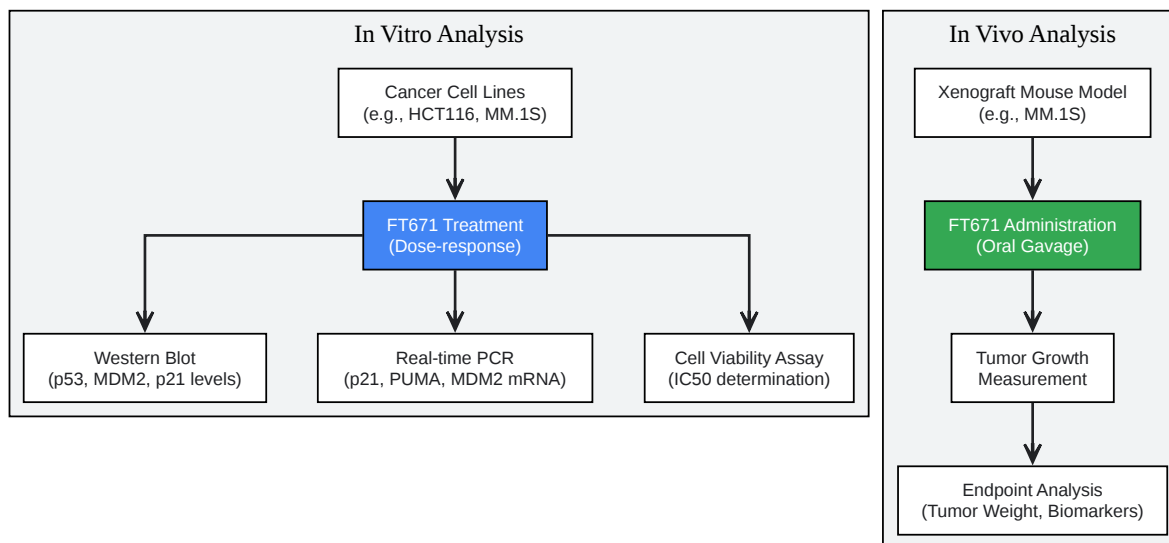 In Vitro Analysis
Cancer Cell Lines
(e.g., HCT116, MM.1S)
FT671 Treatment
(Dose-response)
Western Blot
(p53, MDM2, p21 levels)
Real-time PCR
(p21, PUMA, MDM2 mRNA)
Cell Viability Assay
(IC50 determination)
In Vivo Analysis
Xenograft Mouse Model
(e.g., MM.1S)
FT671 Administration
(Oral Gavage)
Tumor Growth
Measurement
Endpoint Analysis
(Tumor Weight, Biomarkers)